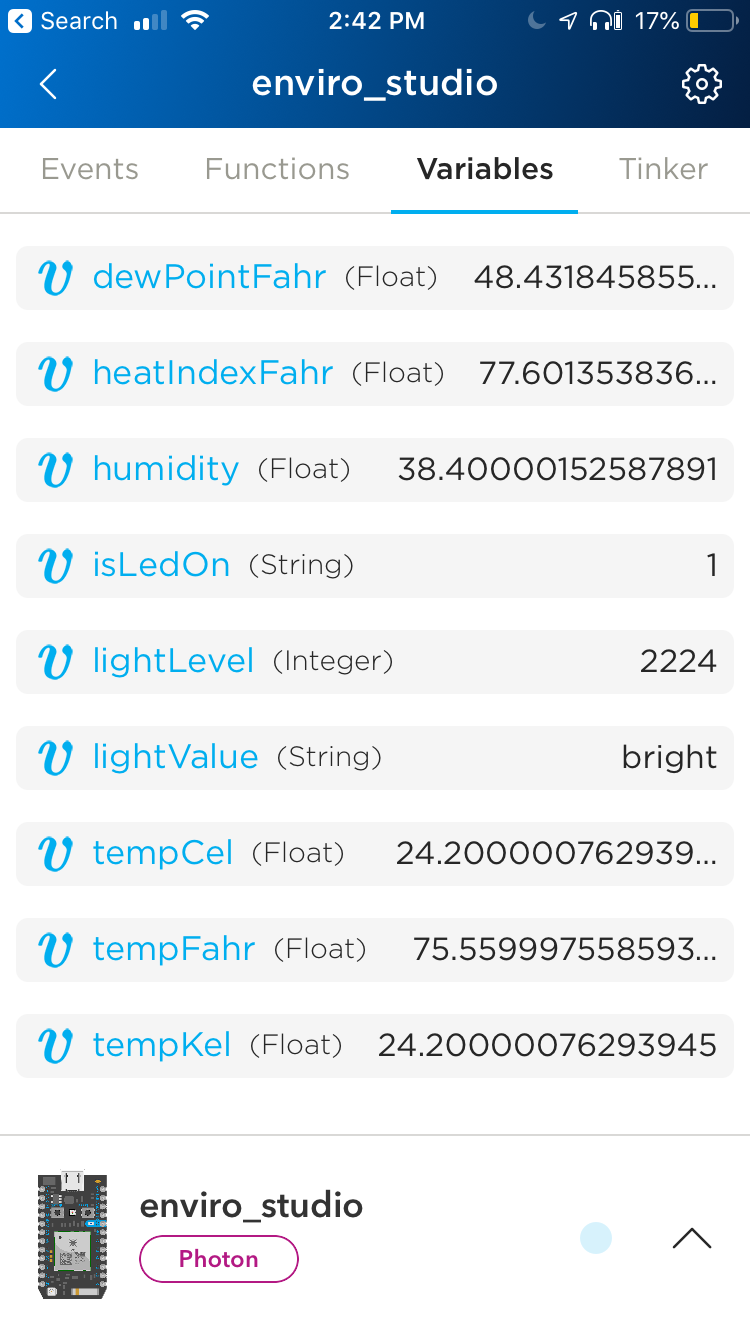 Search 2:42 PM 17%
enviro_studio
Events Functions Variables Tinker
dewPointFahr (Float) 48.431845855...
heatIndexFahr (Float) 77.601353836...
humidity (Float) 38.40000152587891
isLedOn (String) 1
lightLevel (Integer) 2224
lightValue (String) bright
tempCel (Float) 24.200000762939...
tempFahr (Float) 75.559997558593...
tempKel (Float) 24.20000076293945
enviro_studio
Photon